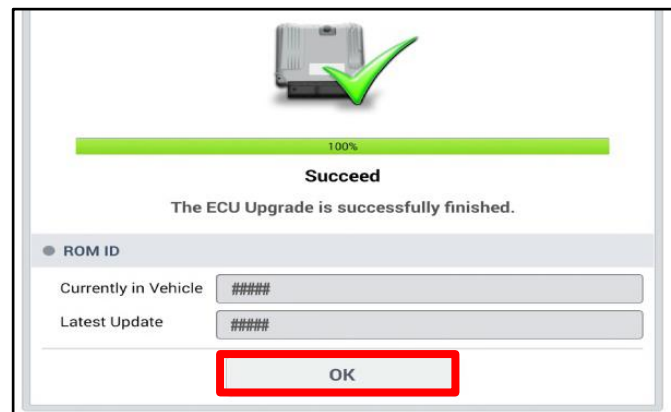 100%
Succeed
The ECU Upgrade is successfully finished.
ROM ID
Currently in Vehicle #####
Latest Update #####
OK